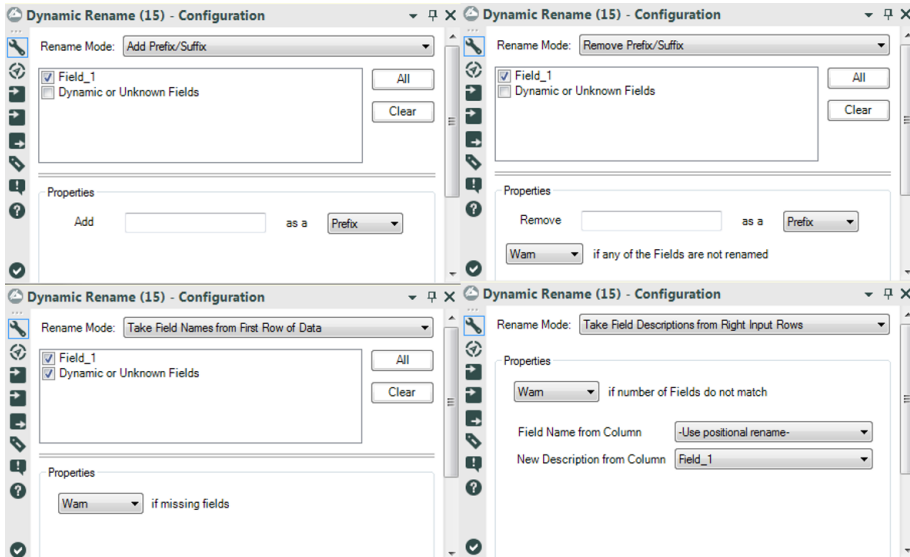 Dynamic Rename (15) - Configuration
Rename Mode: Add Prefix/Suffix
Field_1
Dynamic or Unknown Fields
All
Clear
Properties
Add as a Prefix
Dynamic Rename (15) - Configuration
Rename Mode: Remove Prefix/Suffix
Field_1
Dynamic or Unknown Fields
All
Clear
Properties
Remove as a Prefix
Warn if any of the Fields are not renamed
Dynamic Rename (15) - Configuration
Rename Mode: Take Field Names from First Row of Data
Field_1
Dynamic or Unknown Fields
All
Clear
Properties
Warn if missing fields
Dynamic Rename (15) - Configuration
Rename Mode: Take Field Descriptions from Right Input Rows
Properties
Warn if number of Fields do not match
Field Name from Column -Use positional rename-
New Description from Column Field_1